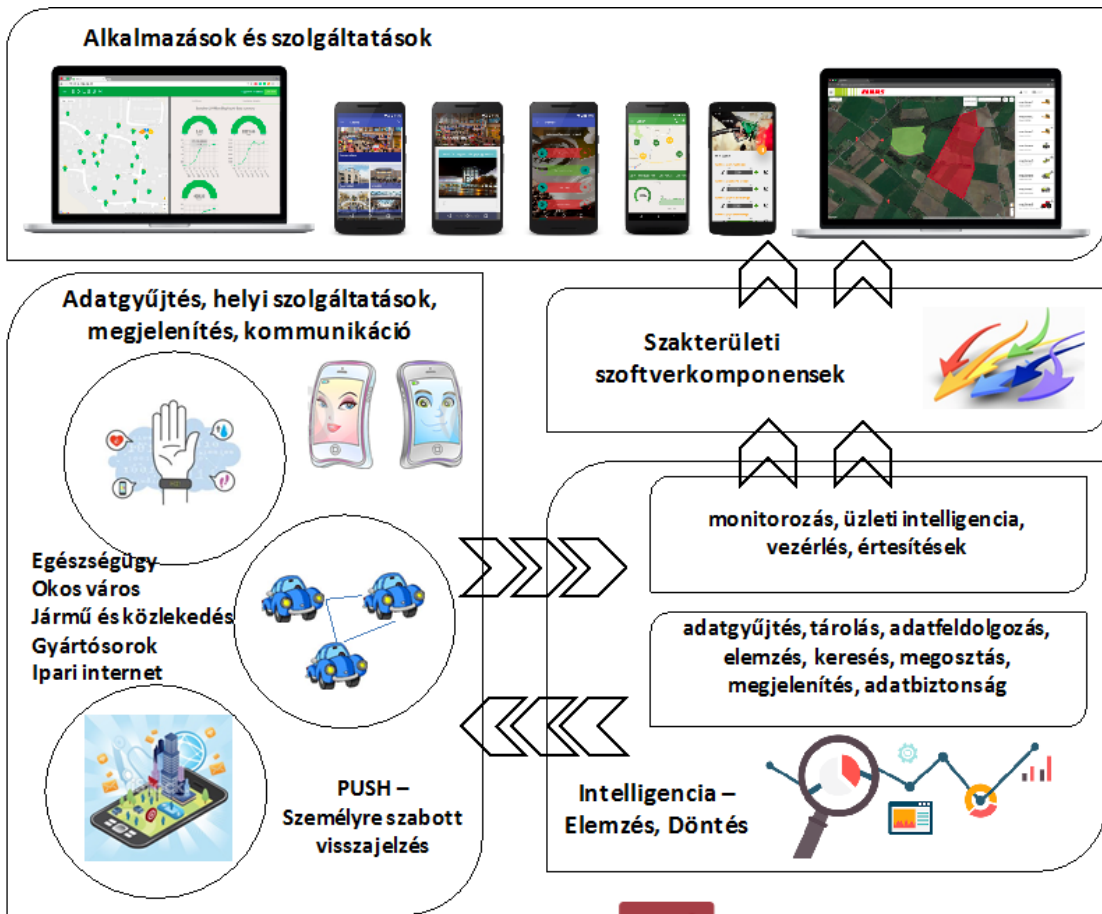 Alkalmazások és szolgáltatások
Adatgyűjtés, helyi szolgáltatások,
megjelenítés, kommunikáció
Egészségügy
Okos város
Jármű és közlekedés
Gyártósorok
Ipari internet
PUSH –
Személyre szabott
visszajelzés
Szakterületi
szoftverkomponensek
monitorozás, üzleti intelligencia,
vezérlés, értesítések
adatgyűjtés, tárolás, adatfeldolgozás,
elemzés, keresés, megosztás,
megjelenítés, adatbiztonság
Intelligencia –
Elemzés, Döntés